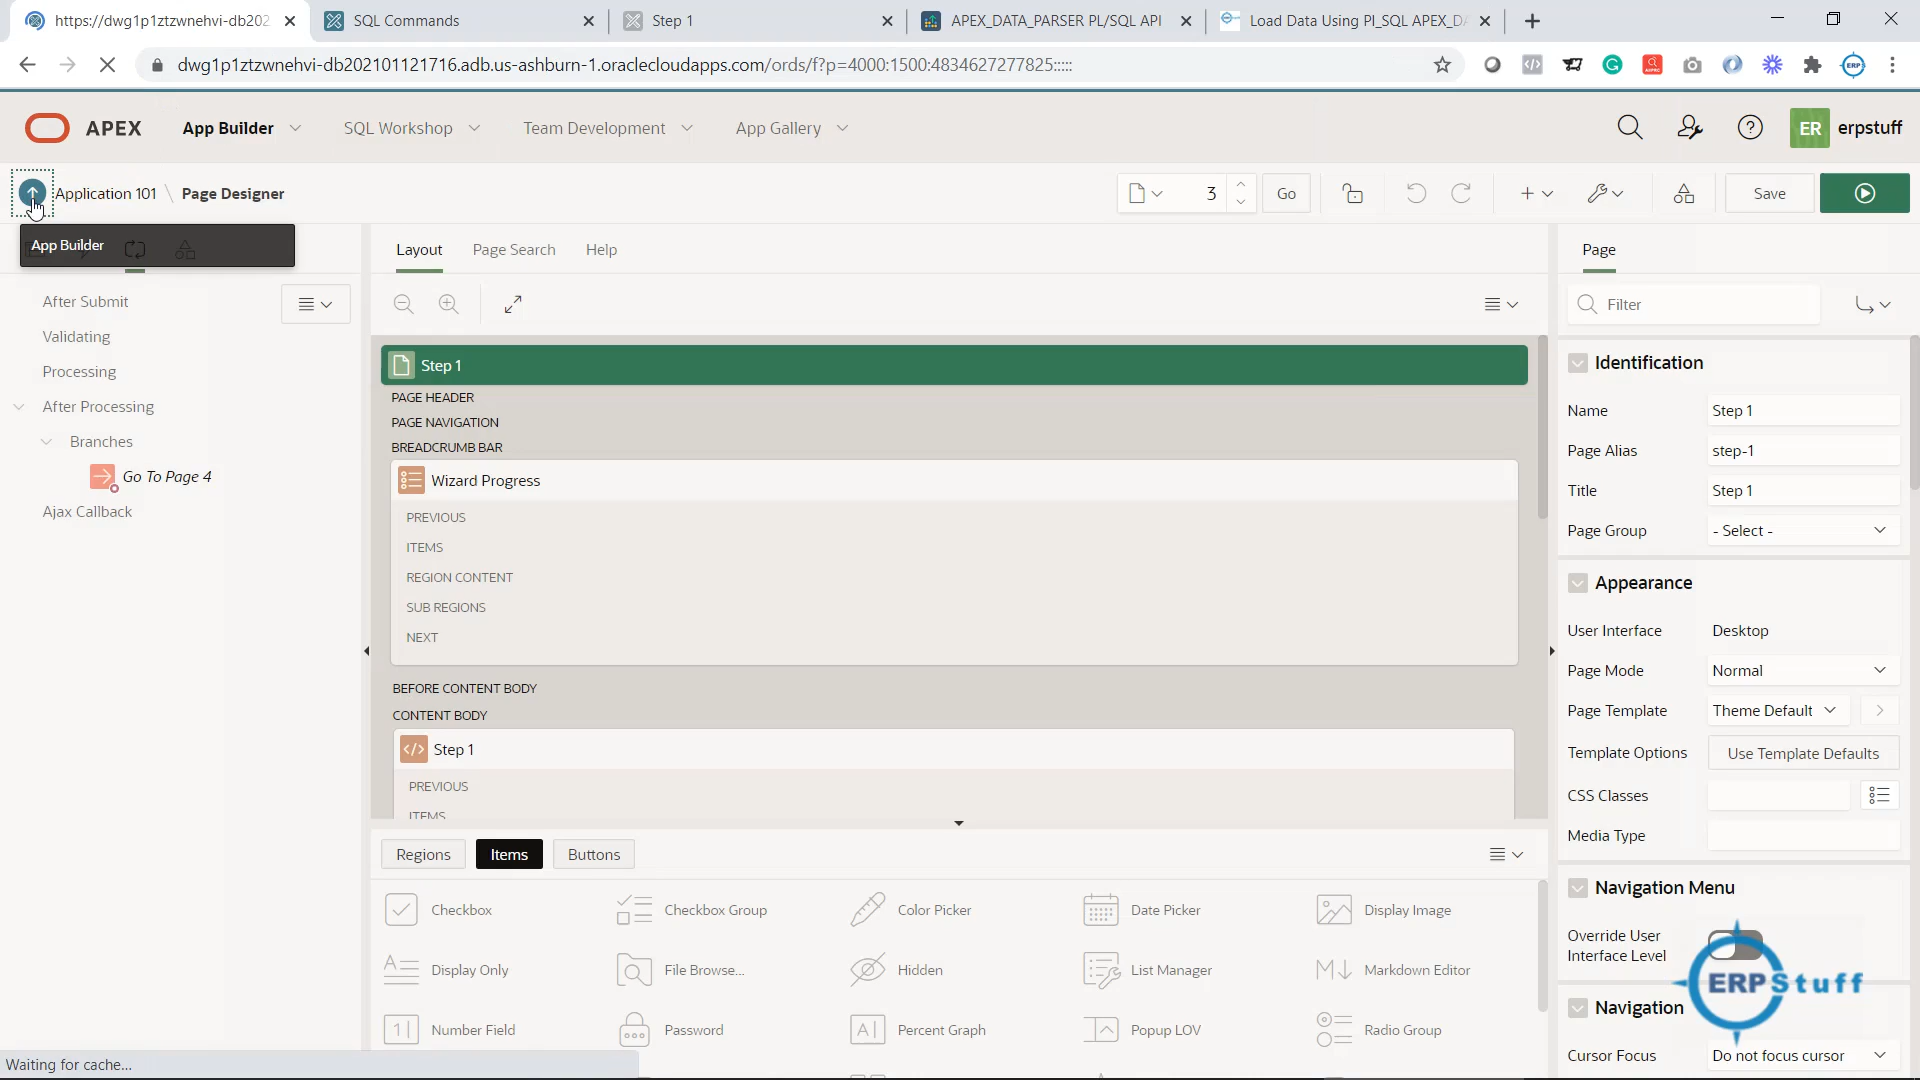 https://dwg1p1ztzwnehvi-db202
SQL Commands
Step 1
APEX_DATA_PARSER PL/SQL API
Load Data Using Pl_SQL APEX_DA
dwg1p1ztzwnehvi-db202101121716.adb.us-ashburn-1.oraclecloudapps.com/ords/f?p=4000:1500:4834627277825:::::
APEX
App Builder
SQL Workshop
Team Development
App Gallery
ER
erpstuff
Application 101
\ Page Designer
3
Go
Save
App Builder
Layout
Page Search
Help
Page
After Submit
Validating
Processing
After Processing
Branches
Go To Page 4
Ajax Callback
Step 1
PAGE HEADER
PAGE NAVIGATION
BREADCRUMB BAR
Wizard Progress
PREVIOUS
ITEMS
REGION CONTENT
SUB REGIONS
NEXT
BEFORE CONTENT BODY
CONTENT BODY
Step 1
PREVIOUS
ITEMS
Regions
Items
Buttons
Checkbox
Checkbox Group
Color Picker
Date Picker
Display Image
Display Only
File Browse...
Hidden
List Manager
Markdown Editor
Number Field
Password
Percent Graph
Popup LOV
Radio Group
Filter
Identification
Name
Step 1
Page Alias
step-1
Title
Step 1
Page Group
- Select -
Appearance
User Interface
Desktop
Page Mode
Normal
Page Template
Theme Default
Template Options
Use Template Defaults
CSS Classes
Media Type
Navigation Menu
Override User
Interface Level
ERPStuff
Navigation
Cursor Focus
Do not focus cursor
Waiting for cache...